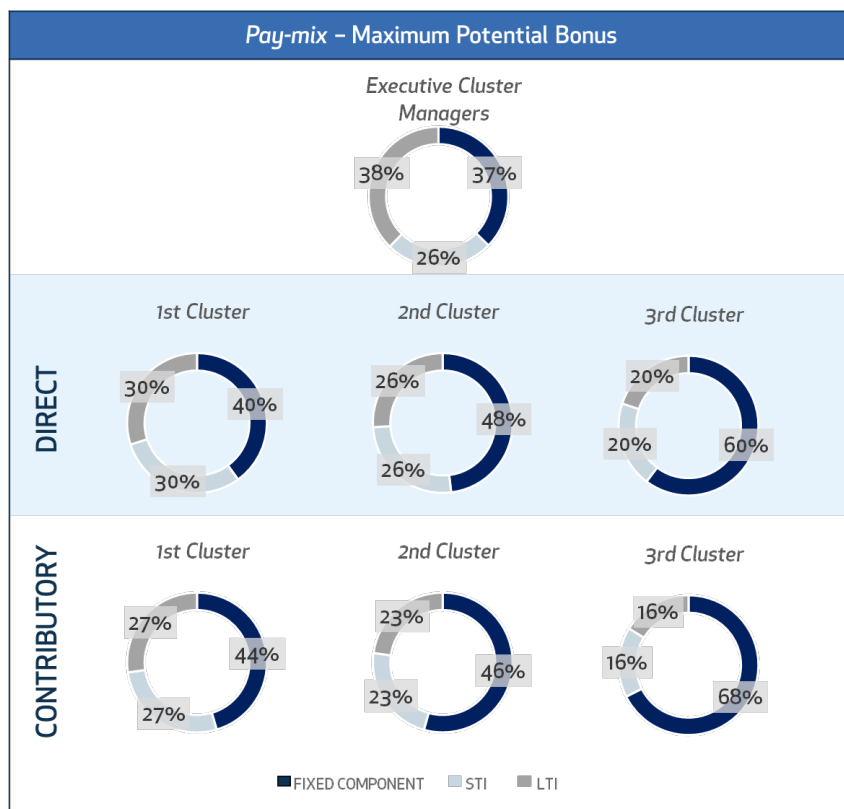 Pay-mix – Maximum Potential Bonus
Executive Cluster
Managers
38%
37%
26%
DIRECT
1st Cluster
2nd Cluster
3rd Cluster
30%
40%
30%
26%
48%
26%
20%
20%
60%
CONTRIBUTORY
1st Cluster
2nd Cluster
3rd Cluster
27%
44%
27%
23%
46%
23%
16%
16%
68%
FIXED COMPONENT STI LTI